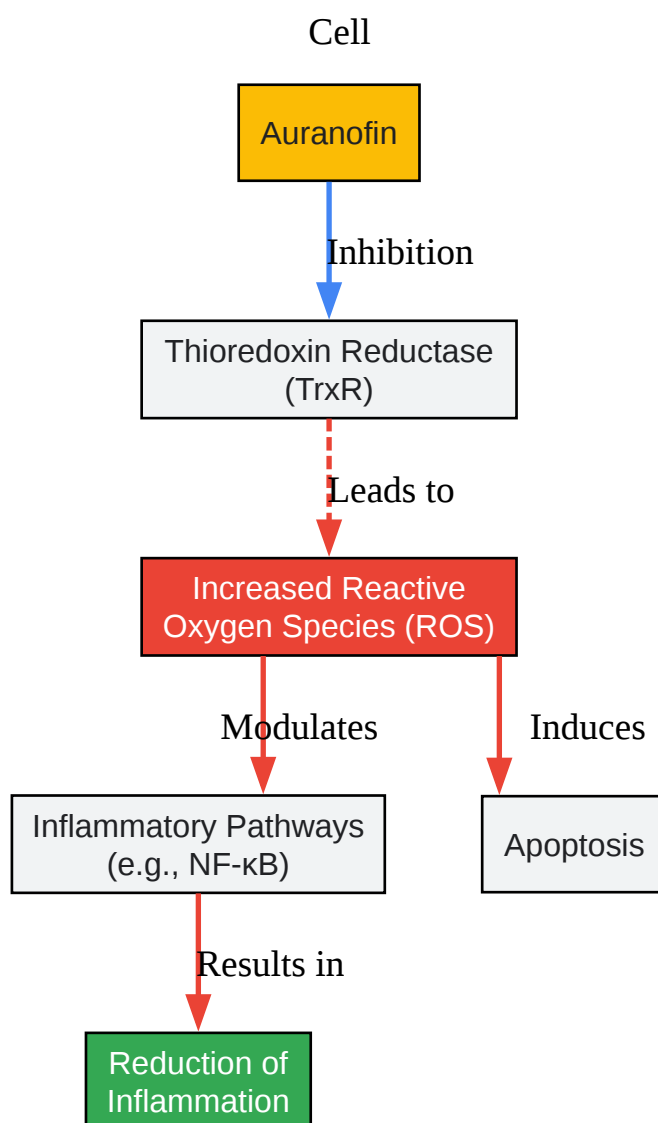 Cell
Auranofin
Inhibition
Thioredoxin Reductase
(TrxR)
Leads to
Increased Reactive
Oxygen Species (ROS)
Modulates
Induces
Inflammatory Pathways
(e.g., NF-κB)
Apoptosis
Results in
Reduction of
Inflammation